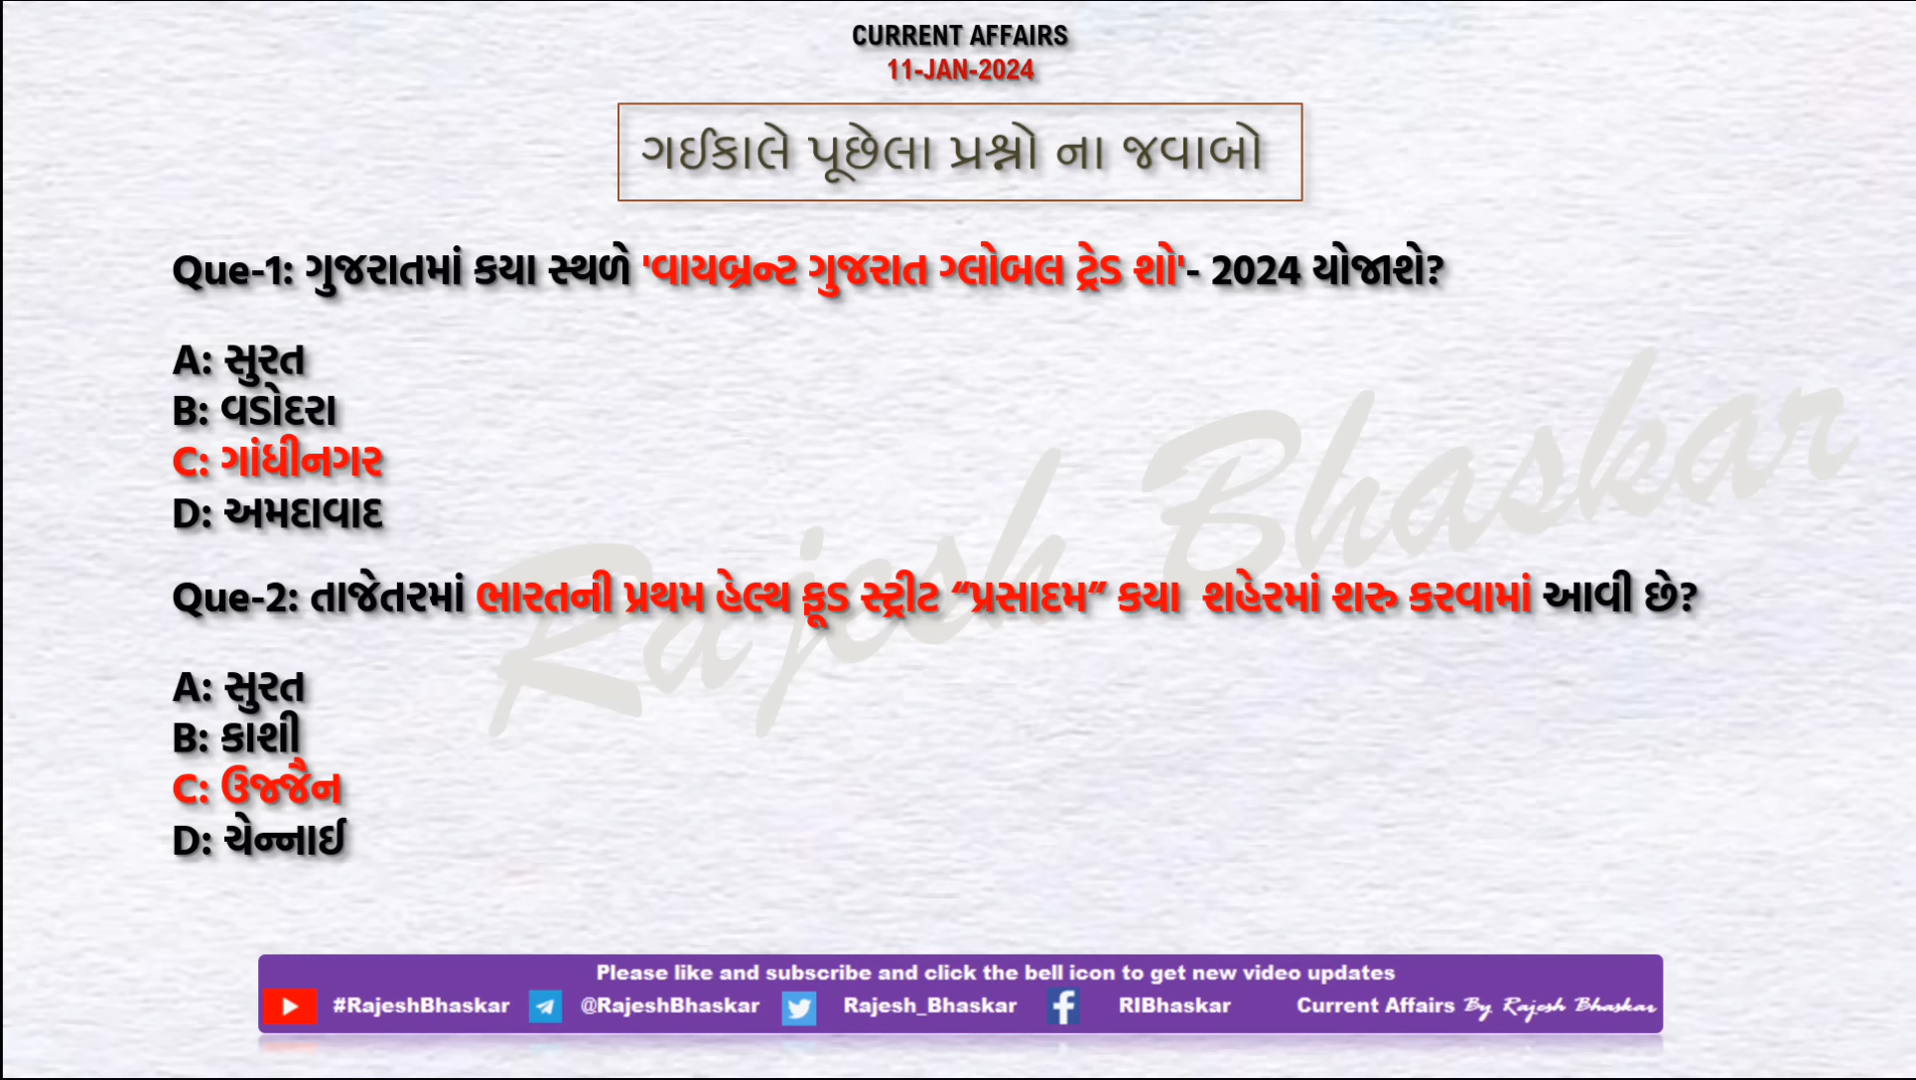 CURRENT AFFAIRS
11-JAN-2024
ગઈકાલે પૂછેલા પ્રશ્નો ના જવાબો
Que-1: ગુજરાતમાં કયા સ્થળે 'વાયબ્રન્ટ ગુજરાત ગ્લોબલ ટ્રેડ શો'- 2024 યોજાશે?
A: સુરત
B: વડોદરા
C: ગાંધીનગર
D: અમદાવાદ
Que-2: તાજેતરમાં ભારતની પ્રથમ હેલ્થ ફૂડ સ્ટ્રીટ “પ્રસાદમ” કયા શહેરમાં શરુ કરવામાં આવી છે?
A: સુરત
B: કાશી
C: ઉજ્જૈન
D: ચેન્નાઈ
Rajesh Bhaskar
Please like and subscribe and click the bell icon to get new video updates
#RajeshBhaskar @RajeshBhaskar Rajesh_Bhaskar RIBhaskar Current Affairs By Rajesh Bhaskar